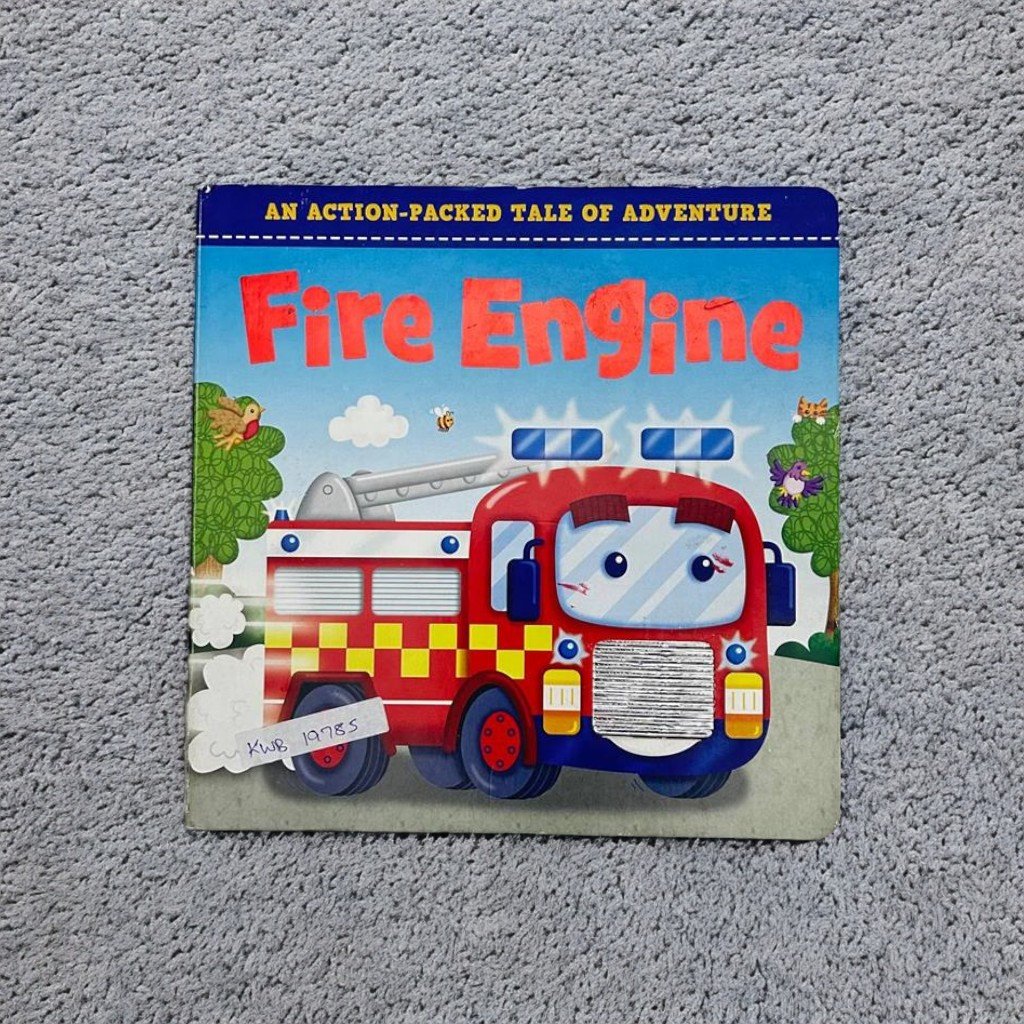 AN ACTION-PACKED TALE OF ADVENTURE
Fire Engine
KWB 19785